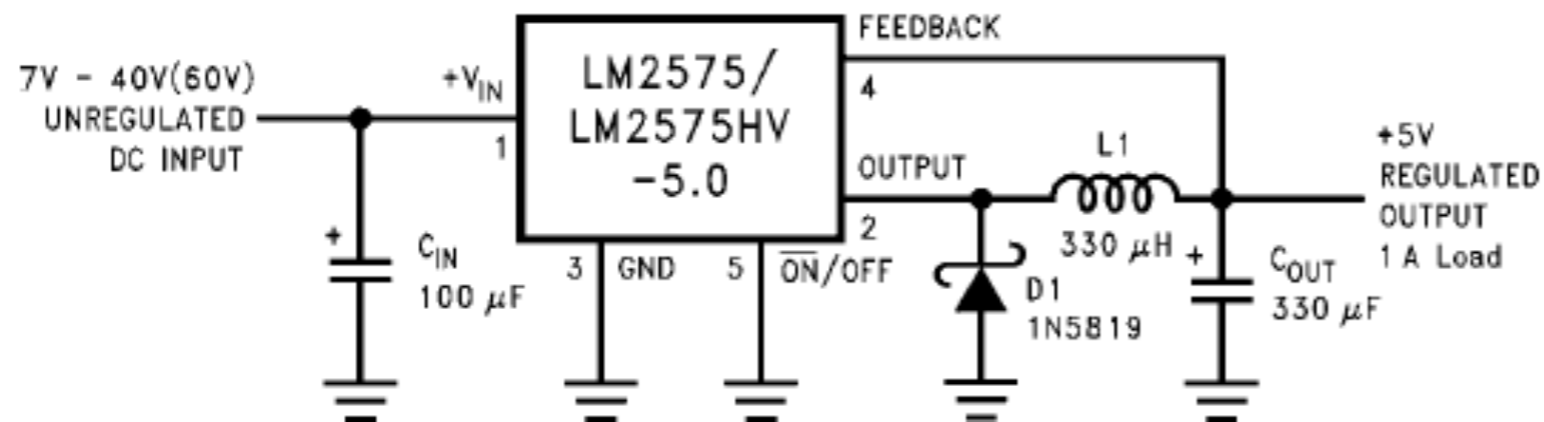 7V - 40V(60V)
UNREGULATED
DC INPUT
+VIN
1
CIN
100 µF
+
LM2575/
LM2575HV
-5.0
3 GND
5 ON/OFF
FEEDBACK
4
OUTPUT
2
L1
330 µH
D1
1N5819
+
COUT
330 µF
+5V
REGULATED
OUTPUT
1 A Load